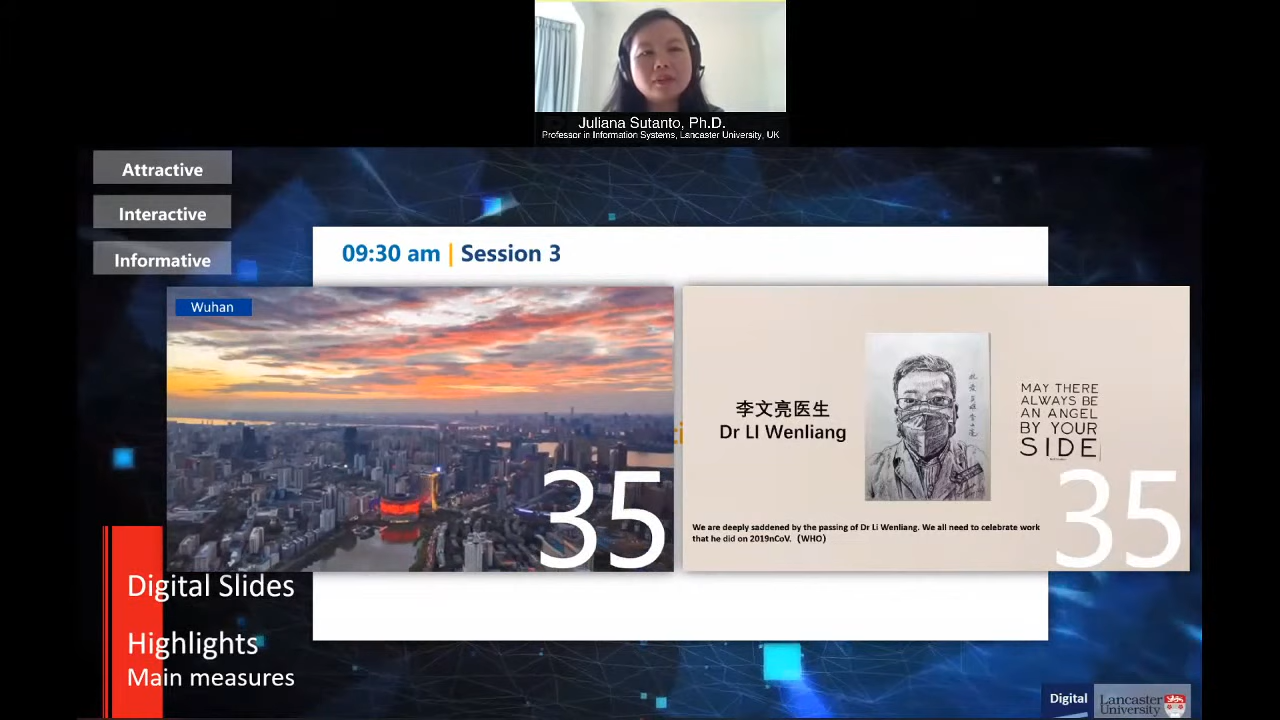 Juliana Sutanto, Ph.D.
Professor in Information Systems, Lancaster University, UK
Attractive
Interactive
Informative
09:30 am | Session 3
Wuhan
35
李文亮医生
Dr LI Wenliang
MAY THERE
ALWAYS BE
AN ANGEL
BY YOUR
SIDE
We are deeply saddened by the passing of Dr Li Wenliang. We all need to celebrate work
that he did on 2019nCoV.（WHO）
35
Digital Slides
Highlights
Main measures
Digital
Lancaster
University